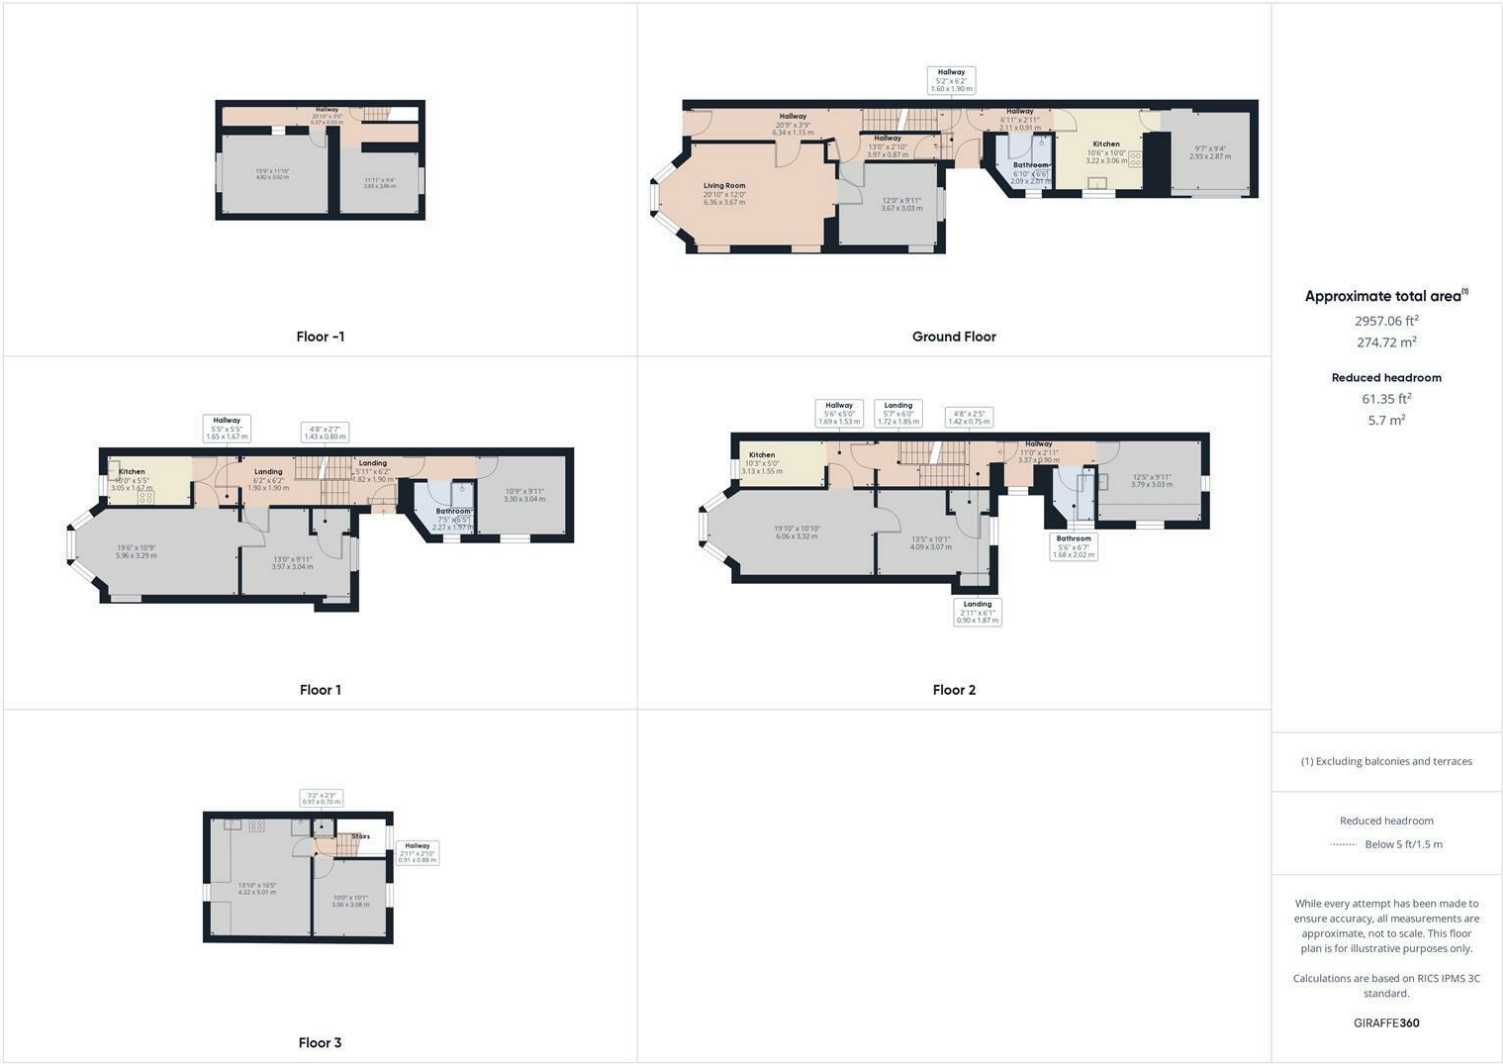 Hallway
20'10" x 3'0"
6.37 x 0.93 m
15'9" x 11'10"
4.82 x 3.62 m
11'11" x 9'4"
3.65 x 2.86 m
Floor -1
Hallway
5'2" x 6'2"
1.60 x 1.90 m
Hallway
20'9" x 3'9"
6.34 x 1.15 m
Hallway
13'0" x 2'10"
3.97 x 0.87 m
Hallway
6'11" x 2'11"
2.11 x 0.91 m
Kitchen
10'6" x 10'0"
3.22 x 3.06 m
9'7" x 9'4"
2.93 x 2.87 m
Bathroom
6'10" x 6'6"
2.09 x 2.01 m
Living Room
20'10" x 12'0"
6.36 x 3.67 m
12'0" x 9'11"
3.67 x 3.03 m
Ground Floor
Hallway
5'5" x 5'5"
1.65 x 1.67 m
4'8" x 2'7"
1.43 x 0.80 m
Kitchen
10'0" x 5'5"
3.05 x 1.67 m
Landing
6'2" x 6'2"
1.90 x 1.90 m
Landing
5'11" x 6'2"
1.82 x 1.90 m
Bathroom
7'5" x 6'5"
2.27 x 1.97 m
10'9" x 9'11"
3.30 x 3.04 m
19'6" x 10'9"
5.96 x 3.29 m
13'0" x 9'11"
3.97 x 3.04 m
Floor 1
Hallway
5'6" x 5'0"
1.69 x 1.53 m
Landing
5'7" x 6'0"
1.72 x 1.85 m
4'8" x 2'5"
1.42 x 0.75 m
Kitchen
10'3" x 5'0"
3.13 x 1.55 m
Hallway
11'0" x 2'11"
3.37 x 0.90 m
12'5" x 9'11"
3.79 x 3.03 m
19'10" x 10'10"
6.06 x 3.32 m
13'5" x 10'1"
4.09 x 3.07 m
Bathroom
5'6" x 6'7"
1.68 x 2.02 m
Landing
2'11" x 6'1"
0.90 x 1.87 m
Floor 2
3'2" x 2'3"
0.97 x 0.70 m
Stairs
Hallway
2'11" x 2'10"
0.91 x 0.88 m
13'10" x 16'5"
4.22 x 5.01 m
10'0" x 10'1"
3.06 x 3.08 m
Floor 3
Approximate total area(1)
2957.06 ft²
274.72 m²
Reduced headroom
61.35 ft²
5.7 m²
(1) Excluding balconies and terraces
Reduced headroom
Below 5 ft/1.5 m
While every attempt has been made to
ensure accuracy, all measurements are
approximate, not to scale. This floor
plan is for illustrative purposes only.
Calculations are based on RICS IPMS 3C
standard.
GIRAFFE360